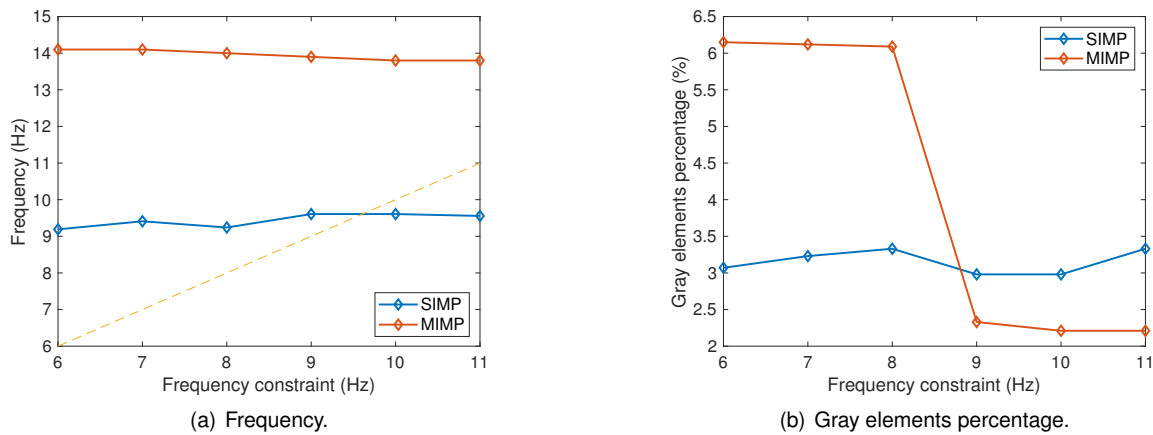 15
14
13
12
11
10
9
8
7
6
Frequency (Hz)
SIMP
MIMP
6 7 8 9 10 11
Frequency constraint (Hz)
(a) Frequency.
6.5
6
5.5
5
4.5
4
3.5
3
2.5
2
Gray elements percentage (%)
SIMP
MIMP
6 7 8 9 10 11
Frequency constraint (Hz)
(b) Gray elements percentage.